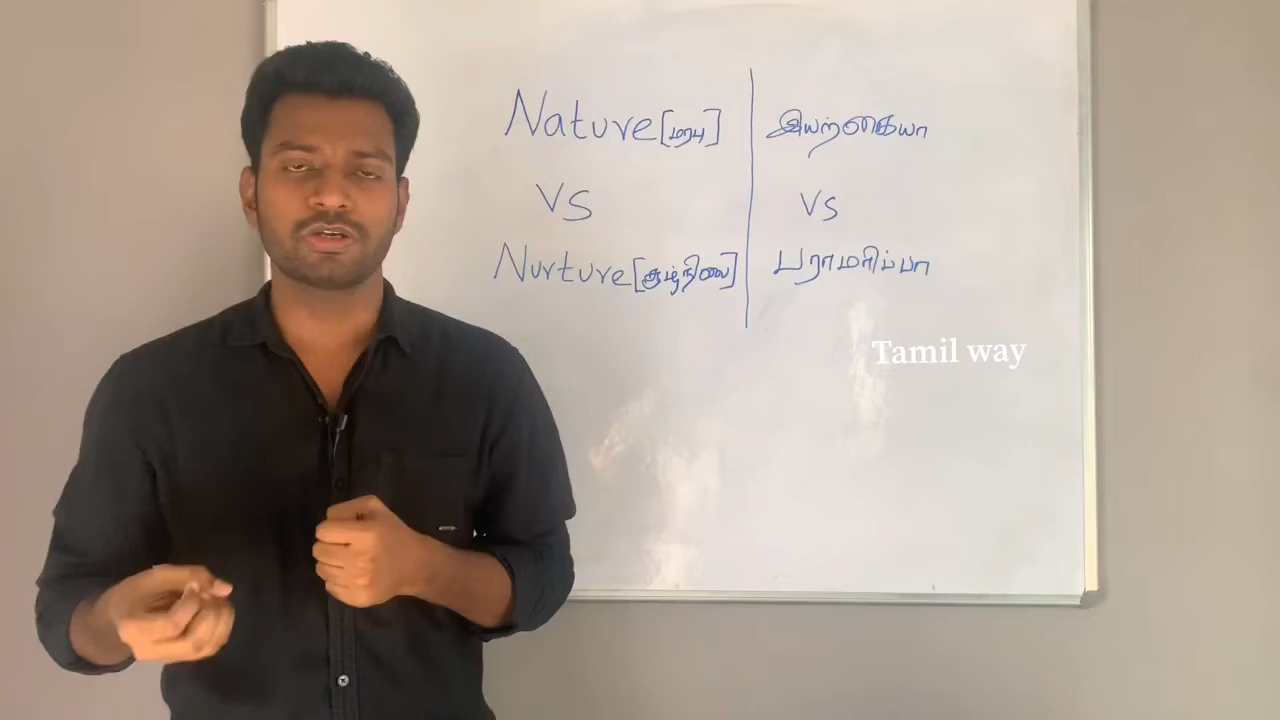 Nature [மரபு]
VS
Nurture [சூழ்நிலை]
இயற்கையா
VS
பராமரிப்பா
Tamil way